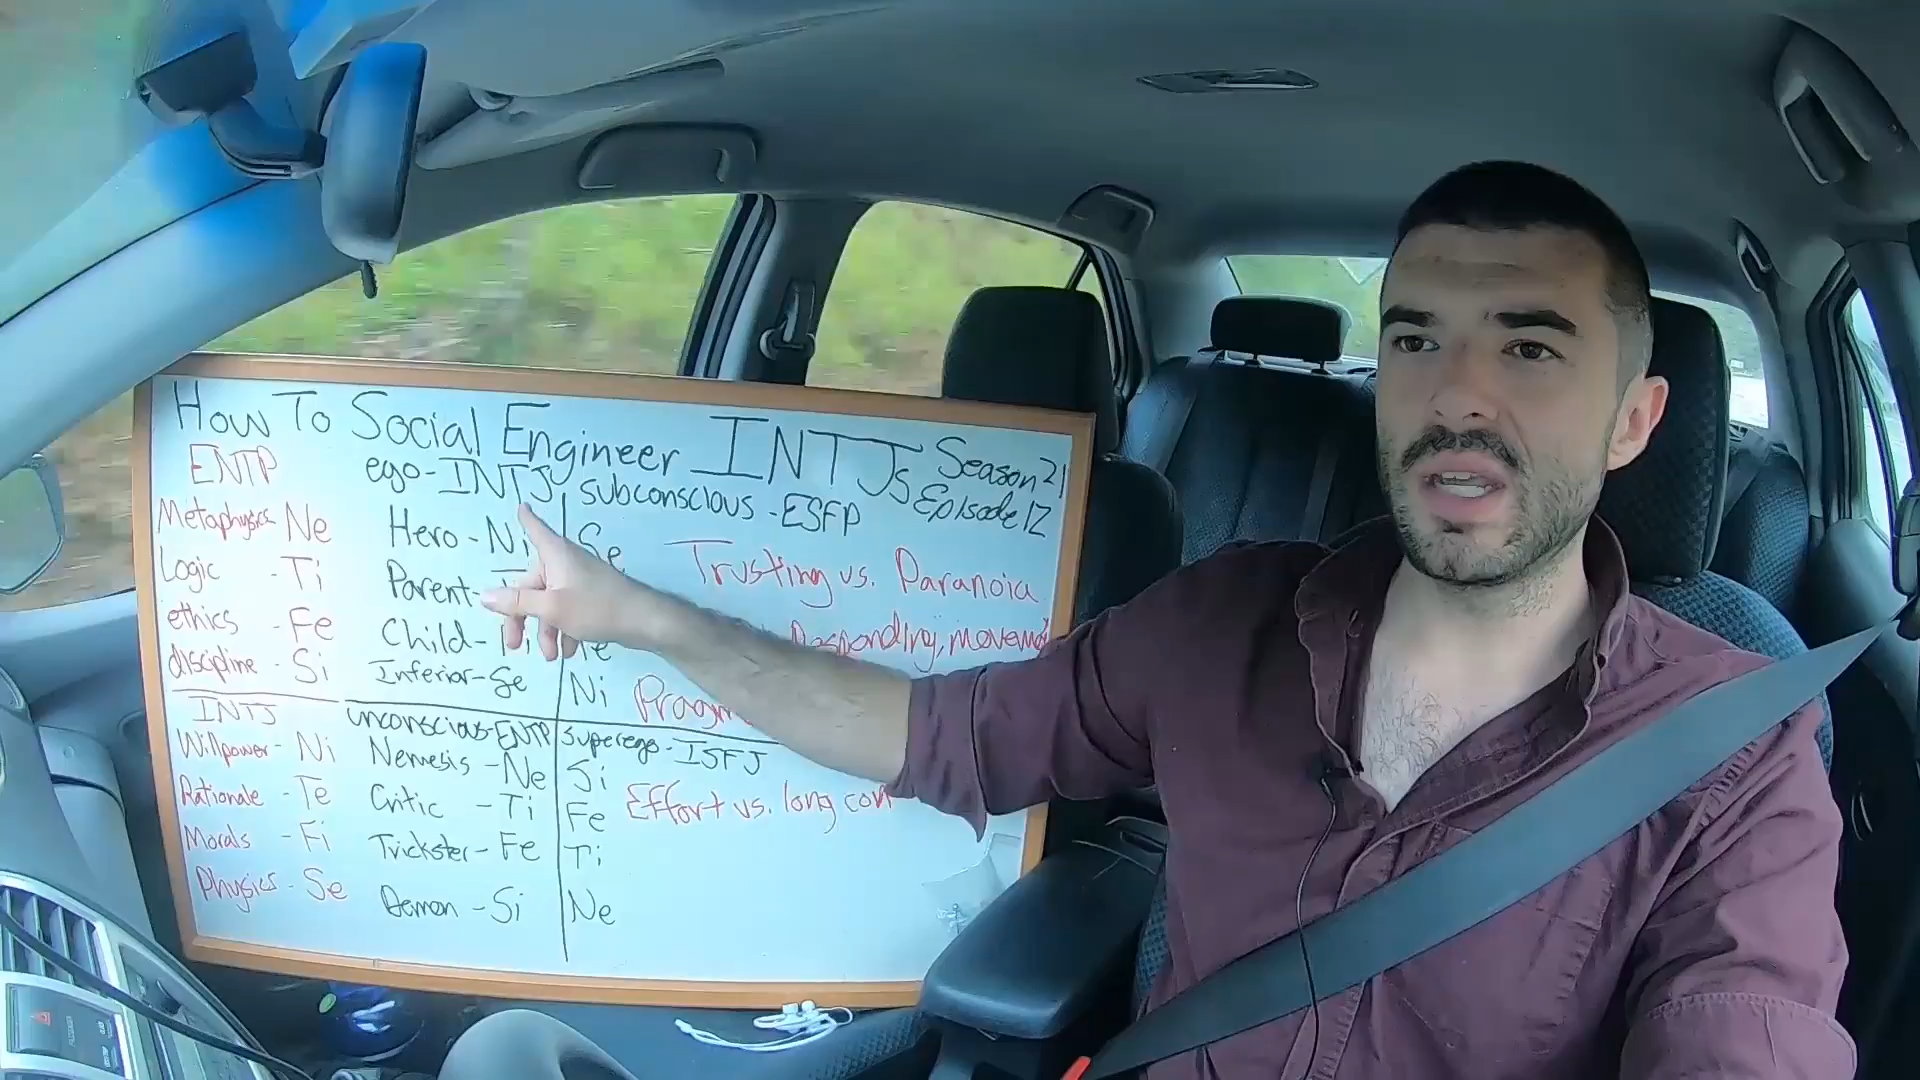 How To Social Engineer INTJs
Season 21
Episode 12
ENTP
Metaphysics Ne
Logic - Ti
ethics - Fe
discipline - Si
INTJ
Willpower - Ni
Rationale - Te
Morals - Fi
Physics - Se
ego - INTJ
Hero - Ni
Parent -
Child -
Inferior - Se
unconscious - ENTP
Nemesis - Ne
Critic - Ti
Trickster - Fe
Demon - Si
subconscious - ESFP
Se
Ni
superego - ISFJ
Si
Fe
Ti
Ne
Trusting vs. Paranoia
Responding,
Effort vs. long con